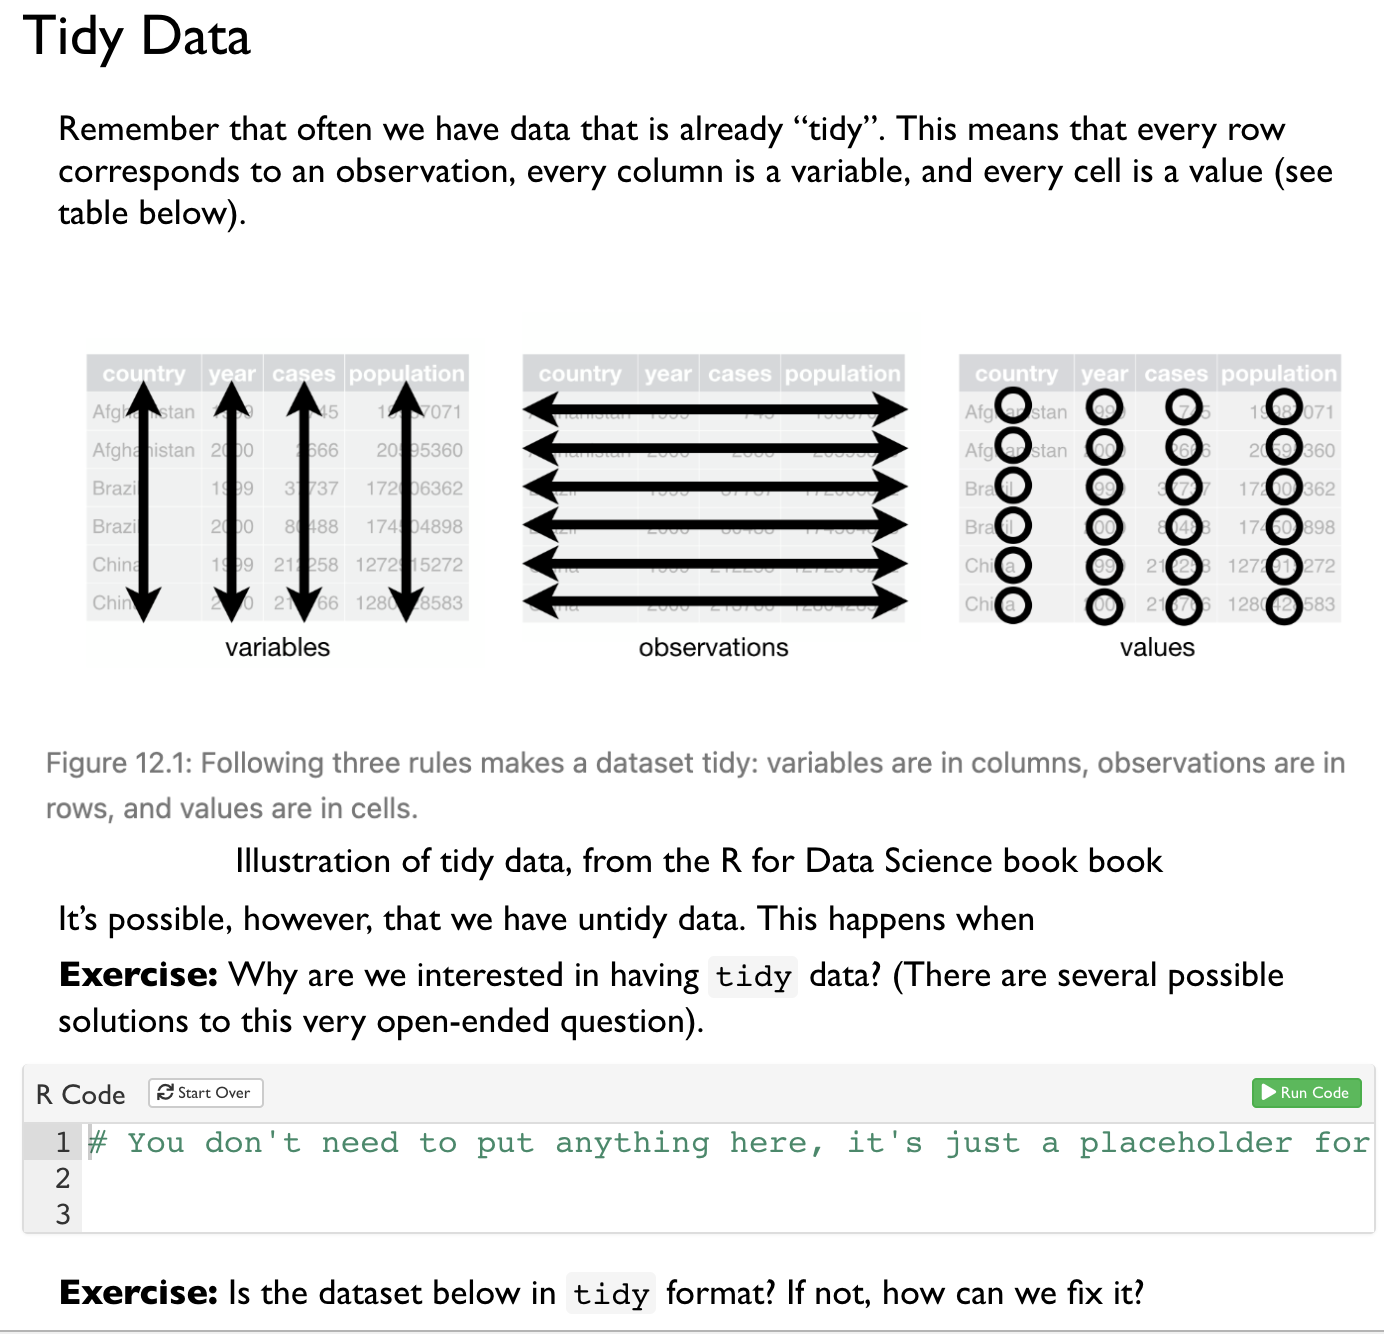 Tidy Data
Remember that often we have data that is already “tidy”. This means that every row
corresponds to an observation, every column is a variable, and every cell is a value (see
table below).
country year cases population
Brazil
China
variables
country year cases population
observations
country year cases population
values
Figure 12.1: Following three rules makes a dataset tidy: variables are in columns, observations are in
rows, and values are in cells.
Illustration of tidy data, from the R for Data Science book book
It’s possible, however, that we have untidy data. This happens when
Exercise: Why are we interested in having tidy data? (There are several possible
solutions to this very open-ended question).
R Code Start Over Run Code
1 # You don't need to put anything here, it's just a placeholder for
2
3
Exercise: Is the dataset below in tidy format? If not, how can we fix it?